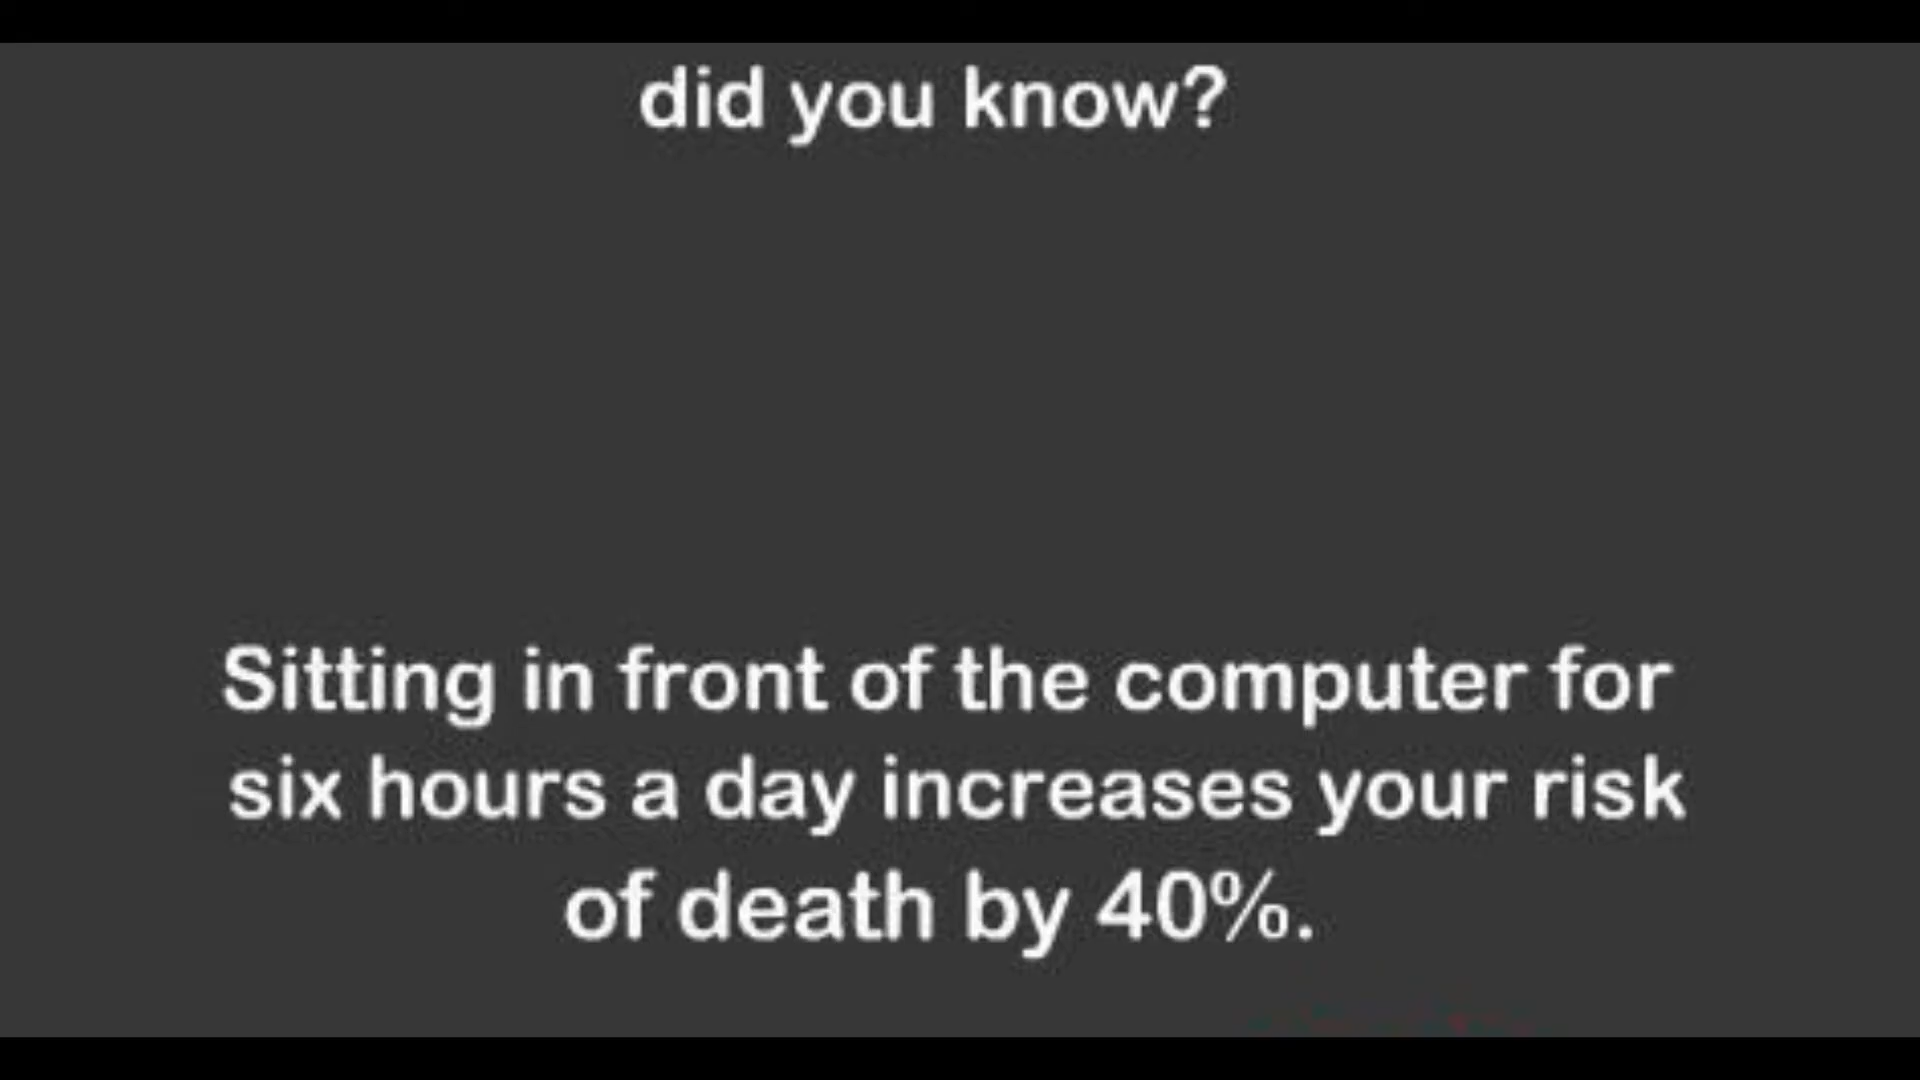 did you know?
Sitting in front of the computer for
six hours a day increases your risk
of death by 40%.